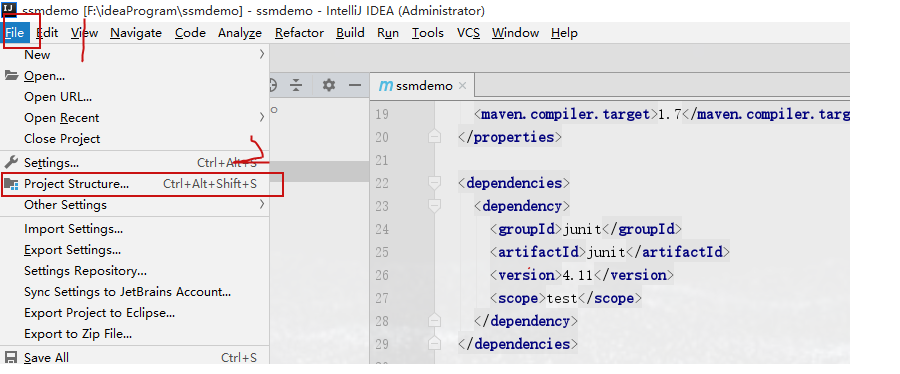 ssmdemo [F:\ideaProgram\ssmdemo] - ssmdemo - IntelliJ IDEA (Administrator)
File Edit View Navigate Code Analyze Refactor Build Run Tools VCS Window Help
New
Open...
Open URL...
Open Recent
Close Project
Settings... Ctrl+Alt+S
Project Structure... Ctrl+Alt+Shift+S
Other Settings
Import Settings...
Export Settings...
Settings Repository...
Sync Settings to JetBrains Account...
Export Project to Eclipse...
Export to Zip File...
Save All Ctrl+S
1
2
m ssmdemo ×
19 <maven.compiler.target>1.7</maven.compiler.targ
20 </properties>
21
22 <dependencies>
23 <dependency>
24 <groupId>junit</groupId>
25 <artifactId>junit</artifactId>
26 <version>4.11</version>
27 <scope>test</scope>
28 </dependency>
29 </dependencies>